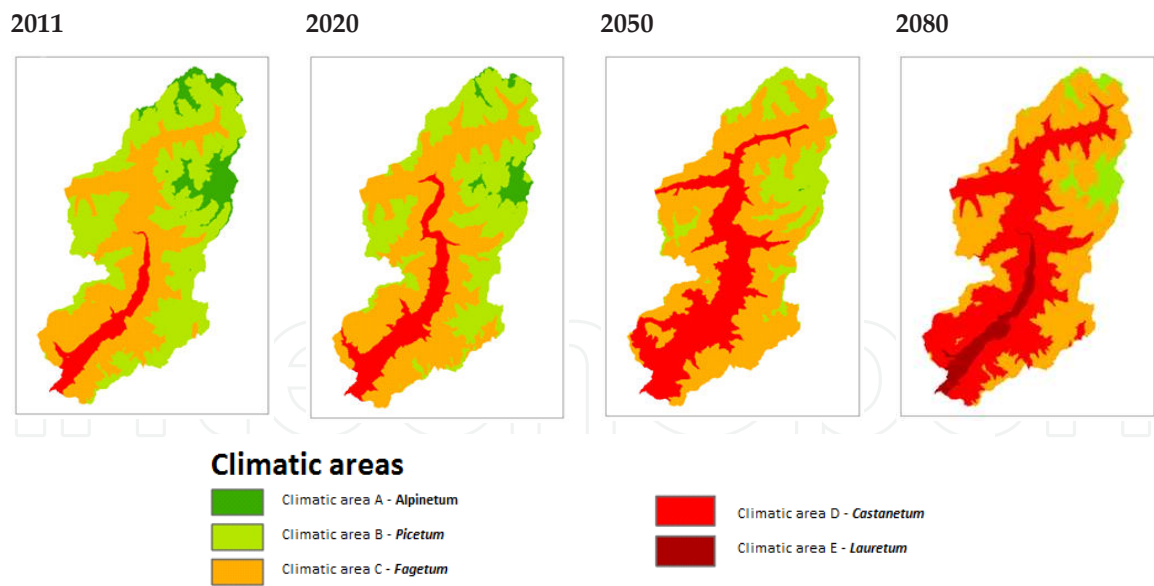 2011 2020 2050 2080
Climatic areas
Climatic area A - Alpinetum
Climatic area B - Picetum
Climatic area C - Fagetum
Climatic area D - Castanetum
Climatic area E - Lauretum